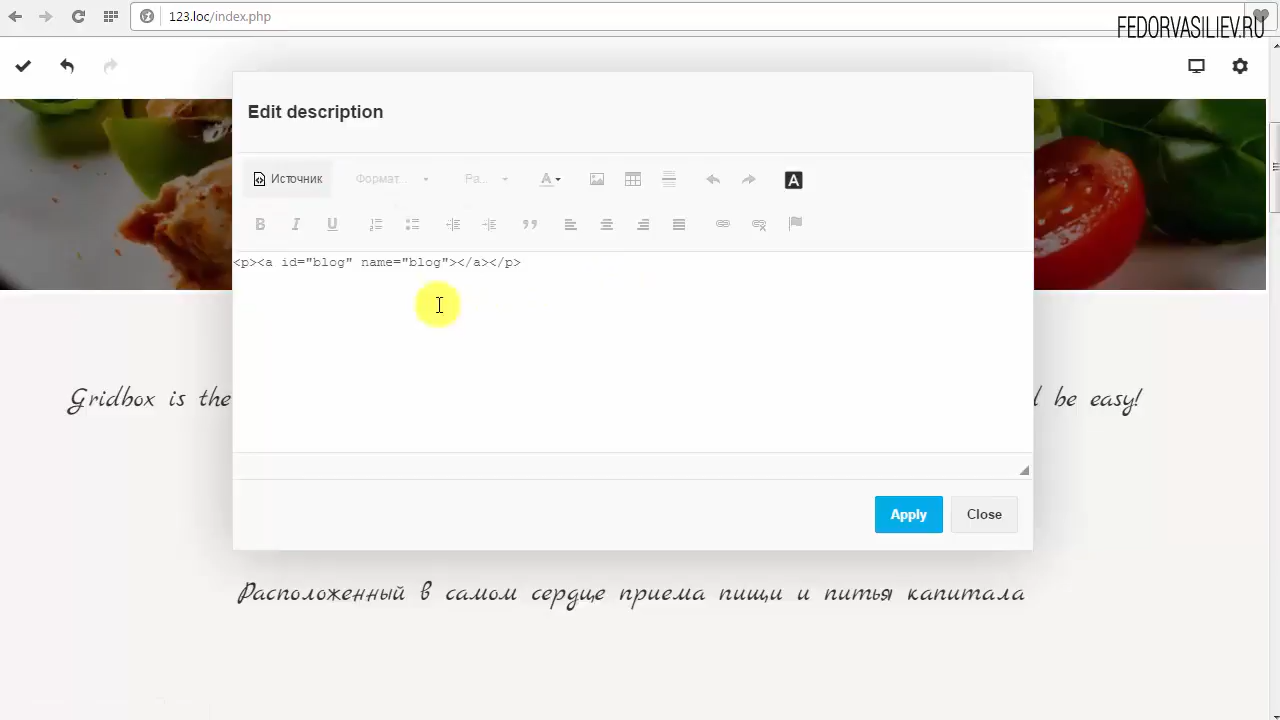 123.loc/index.php
FEDORVASILIEV.RU
Edit description
Источник
Формат...
Ра...
A
A
B I U
<p><a id="blog" name="blog"></a></p>
Gridbox is the
be easy!
Apply
Close
Расположенный в самом сердце приема пищи и питья капитала